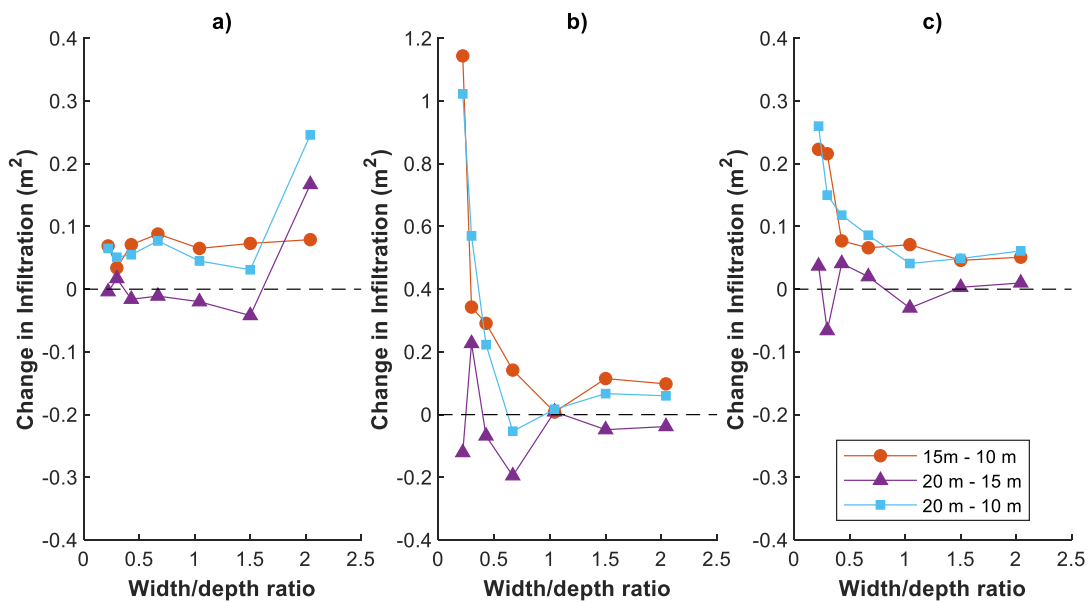 a)
0.4
0.3
0.2
0.1
0
-0.1
-0.2
-0.3
-0.4
Change in Infiltration (m²)
0 0.5 1 1.5 2 2.5
Width/depth ratio
b)
1.2
1
0.8
0.6
0.4
0.2
0
-0.2
-0.4
Change in Infiltration (m²)
0 0.5 1 1.5 2 2.5
Width/depth ratio
c)
0.4
0.3
0.2
0.1
0
-0.1
-0.2
-0.3
-0.4
Change in Infiltration (m²)
0 0.5 1 1.5 2 2.5
Width/depth ratio
15m - 10 m
20 m - 15 m
20 m - 10 m